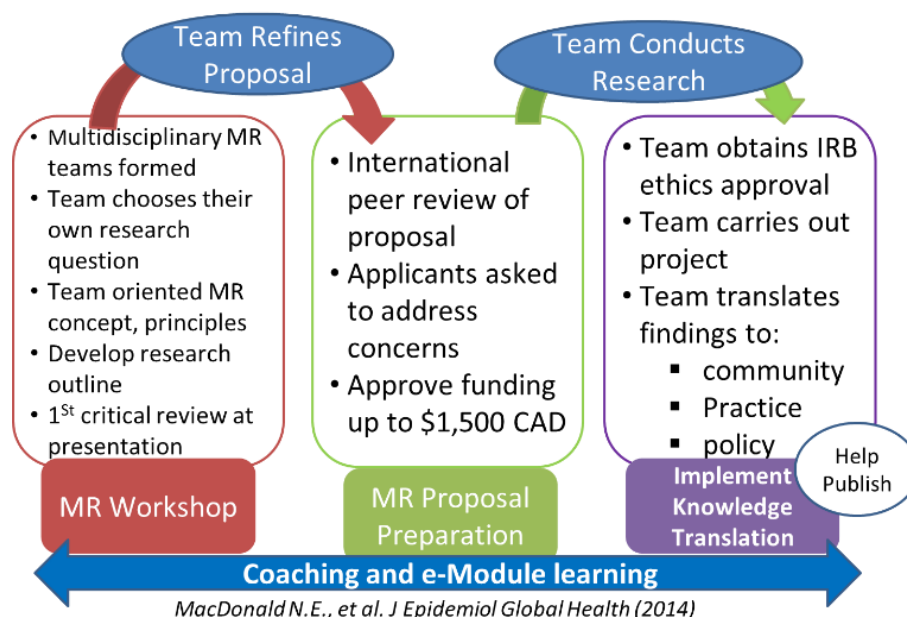 Team Refines
Proposal
Team Conducts
Research
• Multidisciplinary MR
teams formed
• Team chooses their
own research
question
• Team oriented MR
concept, principles
• Develop research
outline
• 1St critical review at
presentation
MR Workshop
• International
peer review of
proposal
• Applicants asked
to address
concerns
• Approve funding
up to $1,500 CAD
MR Proposal
Preparation
• Team obtains IRB
ethics approval
• Team carries out
project
• Team translates
findings to:
▪ community
▪ Practice
▪ policy
Implement
Knowledge
Translation
Help
Publish
Coaching and e-Module learning
MacDonald N.E., et al. J Epidemiol Global Health (2014)